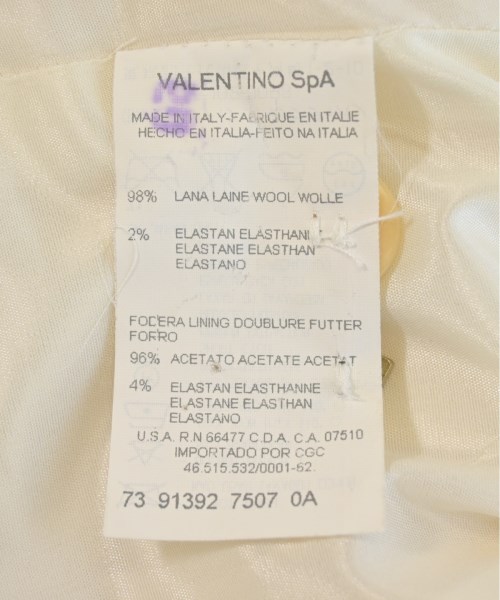 VALENTINO SpA
MADE IN ITALY-FABRIQUE EN ITALIE
HECHO EN ITALIA-FEITO NA ITALIA
98% LANA LAINE WOOL WOLLE
2% ELASTAN ELASTHANI
ELASTANE ELASTHAN
ELASTANO
FODERA LINING DOUBLURE FUTTER
FORRO
96% ACETATO ACETATE ACETAT
4% ELASTAN ELASTHANNE
ELASTANE ELASTHAN
ELASTANO
U.S.A. R.N 66477 C.D.A. C.A. 07510
IMPORTADO POR CGC
46.515.532/0001-62.
73 91392 7507 0A